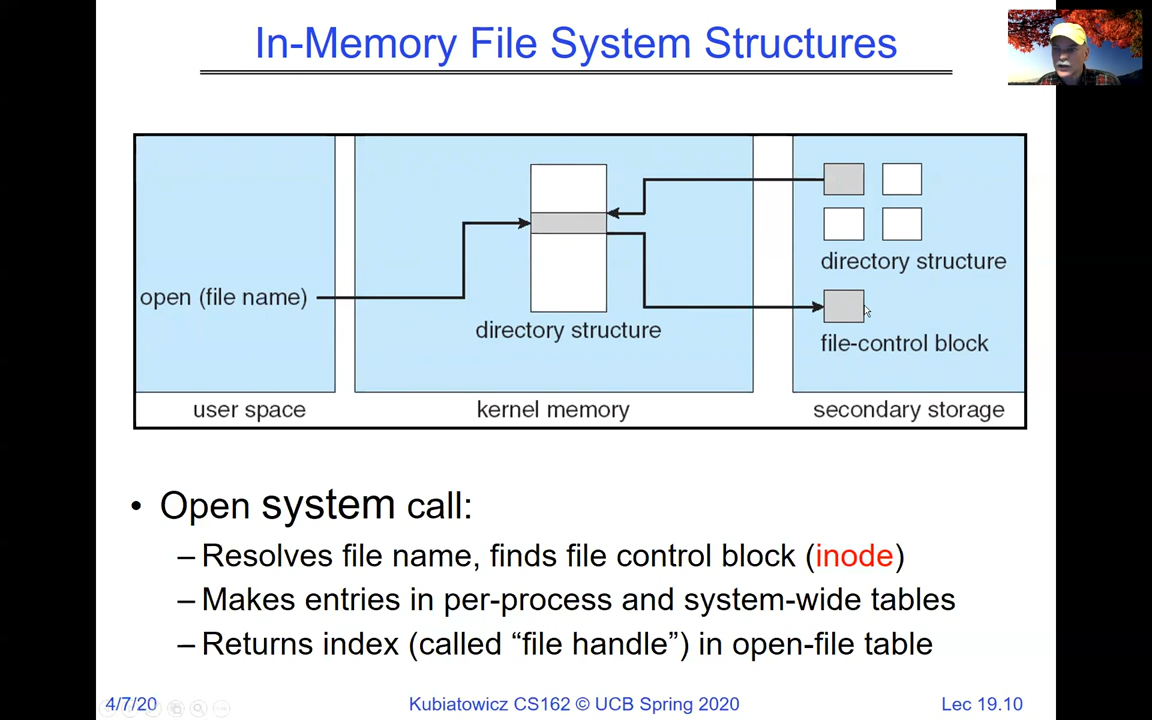 In-Memory File System Structures
open (file name)
directory structure
directory structure
file-control block
user space
kernel memory
secondary storage
• Open system call:
– Resolves file name, finds file control block (inode)
– Makes entries in per-process and system-wide tables
– Returns index (called “file handle”) in open-file table
4/7/20
Kubiatowicz CS162 © UCB Spring 2020
Lec 19.10